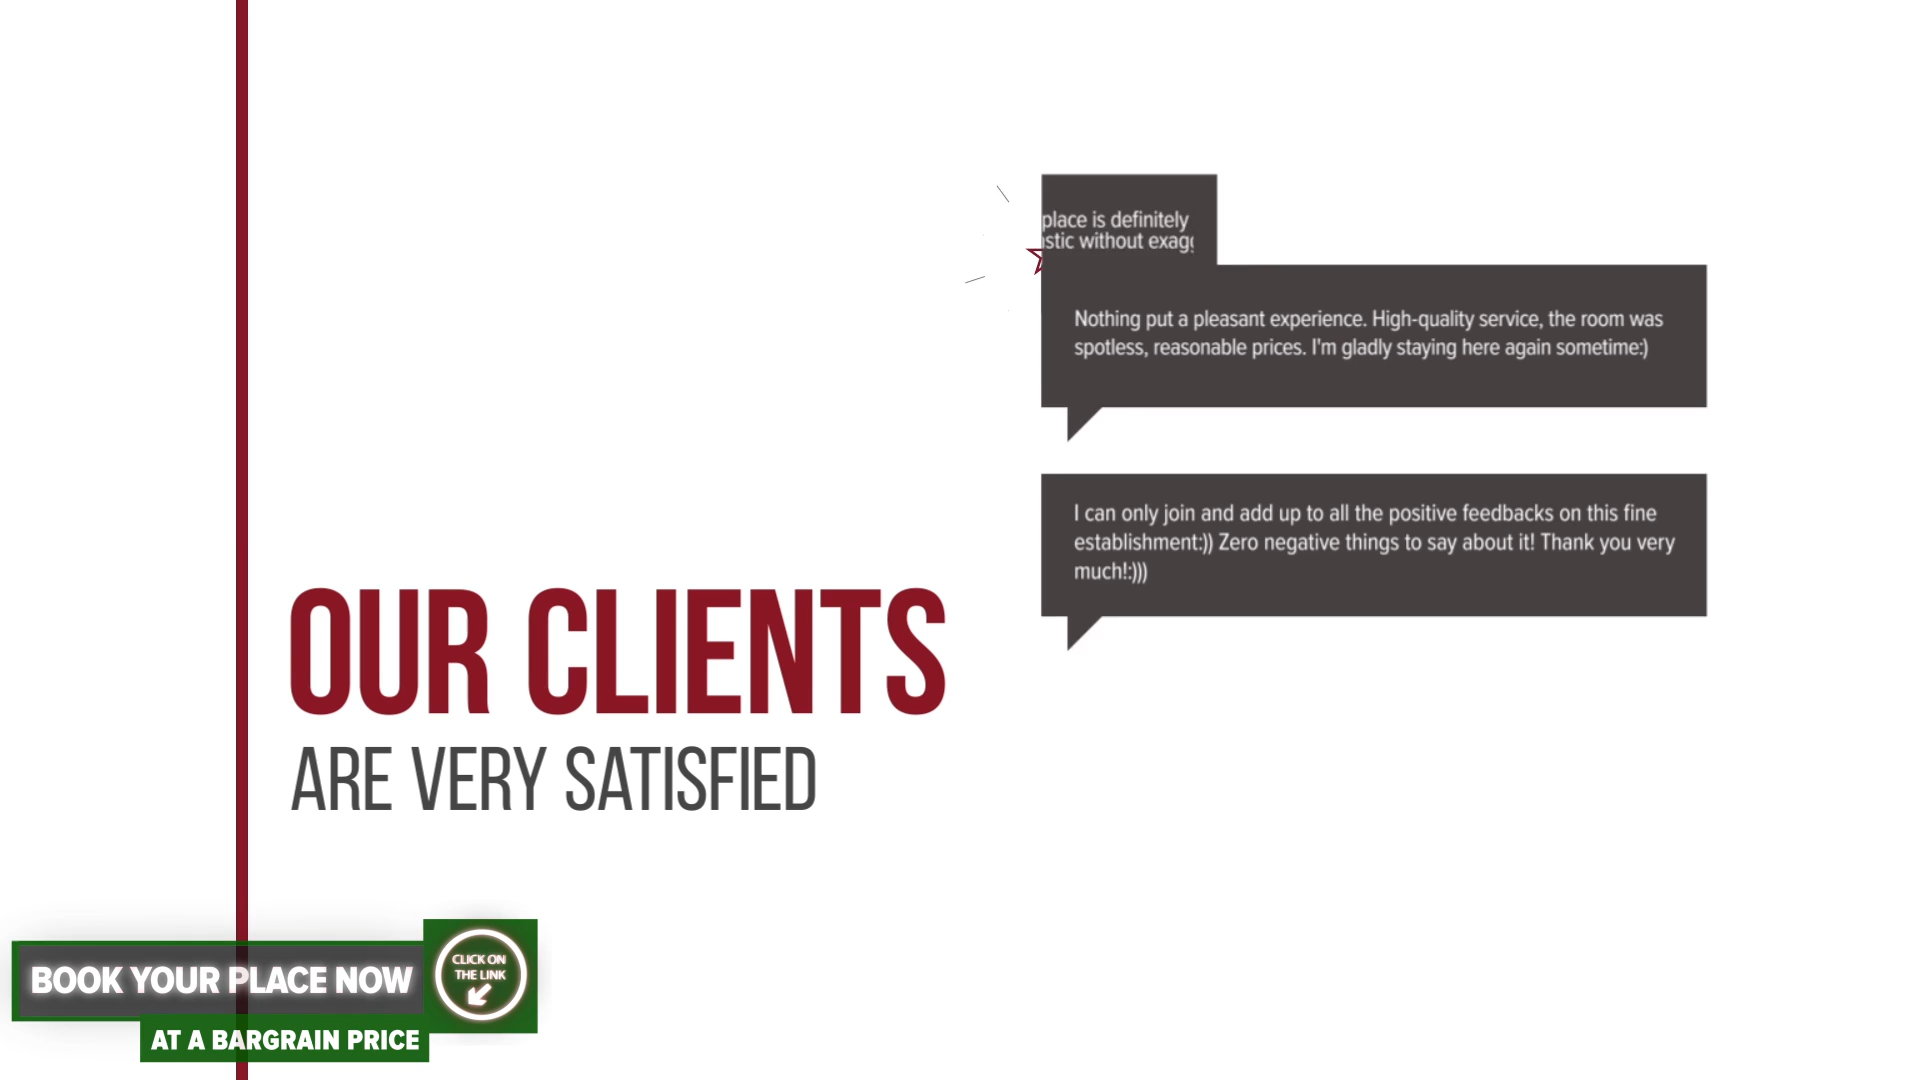 place is definitely
without
Nothing put a pleasant experience. High-quality service, the room was
spotless, reasonable prices. I'm gladly staying here again sometime:)
I can only join and add up to all the positive feedbacks on this fine
establishment:)) Zero negative things to say about it! Thank you very
much!:)))
OUR CLIENTS
ARE VERY SATISFIED
BOOK YOUR PLACE NOW
CLICK ON
THE LINK
AT A BARGRAIN PRICE